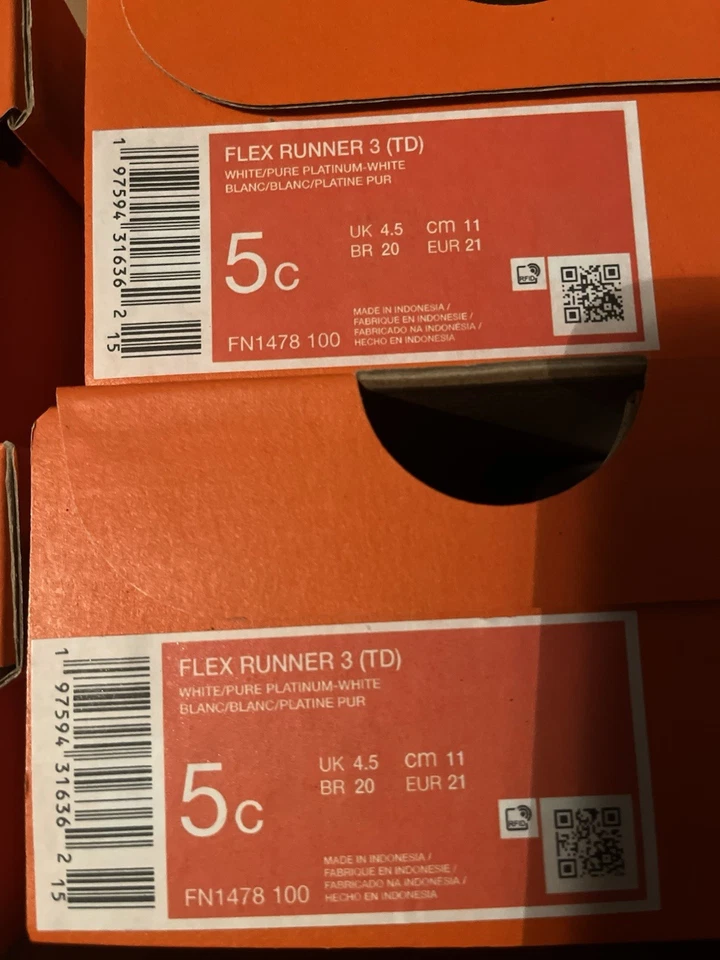 FLEX RUNNER 3 (TD)
WHITE/PURE PLATINUM-WHITE
BLANC/BLANC/PLATINE PUR
5c
UK 4.5 cm 11
BR 20 EUR 21
RFID
FN1478 100
MADE IN INDONESIA /
FABRIQUE EN INDONESIE /
FABRICADO NA INDONÉSIA /
HECHO EN INDONESIA
1 97594 31636 2 15
FLEX RUNNER 3 (TD)
WHITE/PURE PLATINUM-WHITE
BLANC/BLANC/PLATINE PUR
5c
UK 4.5 cm 11
BR 20 EUR 21
RFID
FN1478 100
MADE IN INDONESIA /
FABRIQUE EN INDONESIE /
FABRICADO NA INDONÉSIA /
HECHO EN INDONESIA
1 97594 31636 2 15